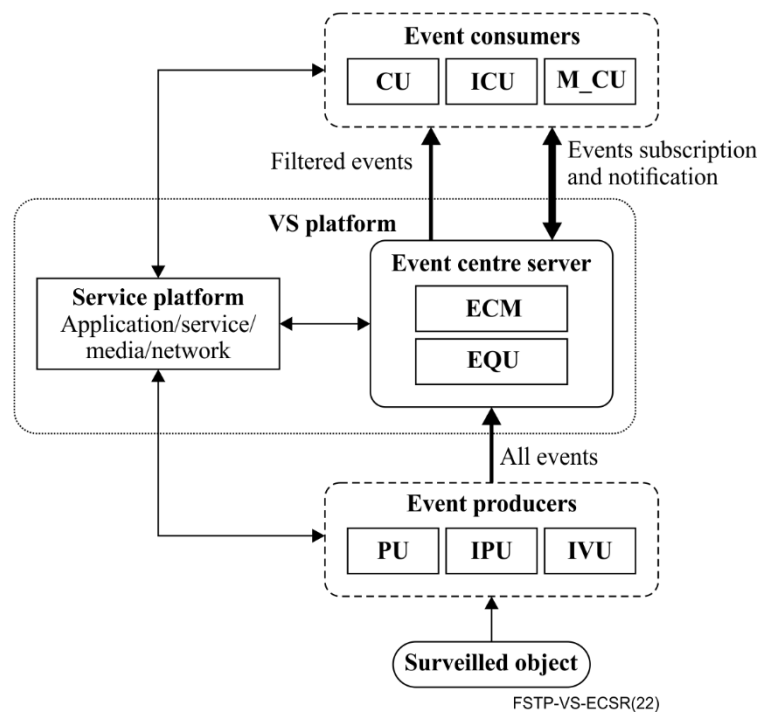 Event consumers
CU
ICU
M_CU
Filtered events
Events subscription
and notification
VS platform
Event centre server
Service platform
Application/service/
media/network
ECM
EQU
All events
Event producers
PU
IPU
IVU
Surveilled object
FSTP-VS-ECSR(22)